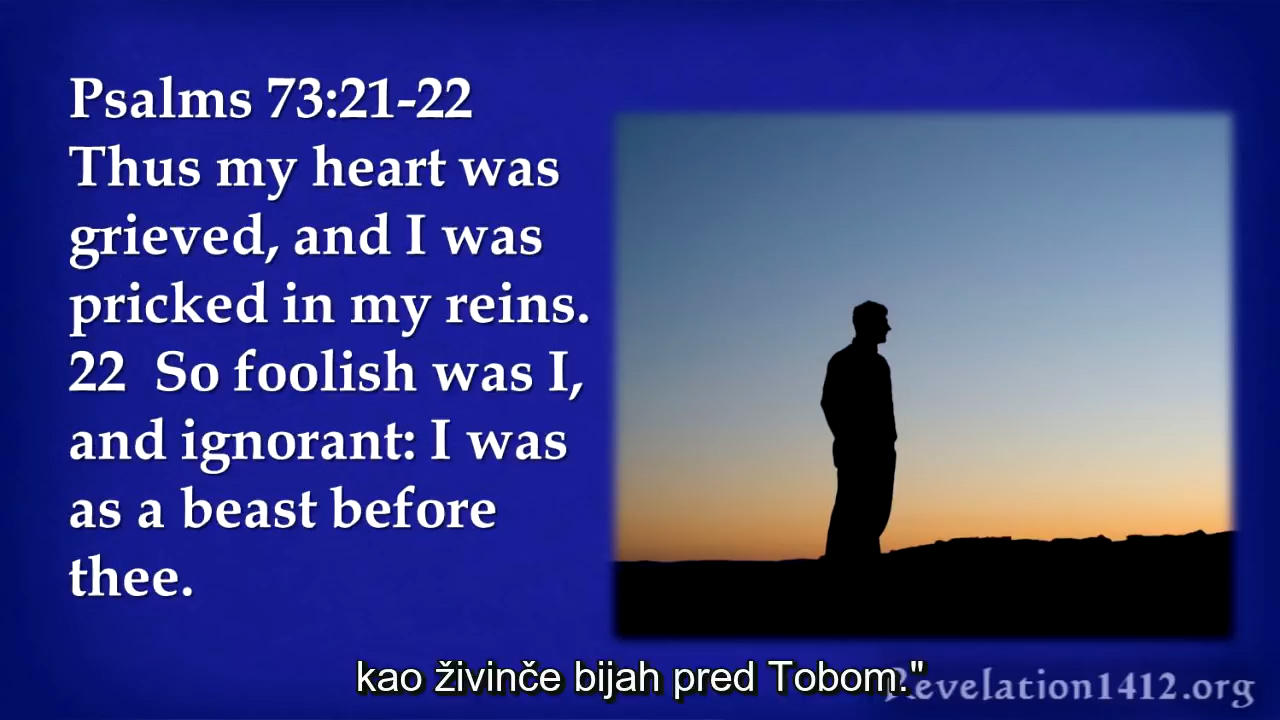 Psalms 73:21-22
Thus my heart was
grieved, and I was
pricked in my reins.
22 So foolish was I,
and ignorant: I was
as a beast before
thee.
kao živinče bijah pred Tobom."
Revelation1412.org